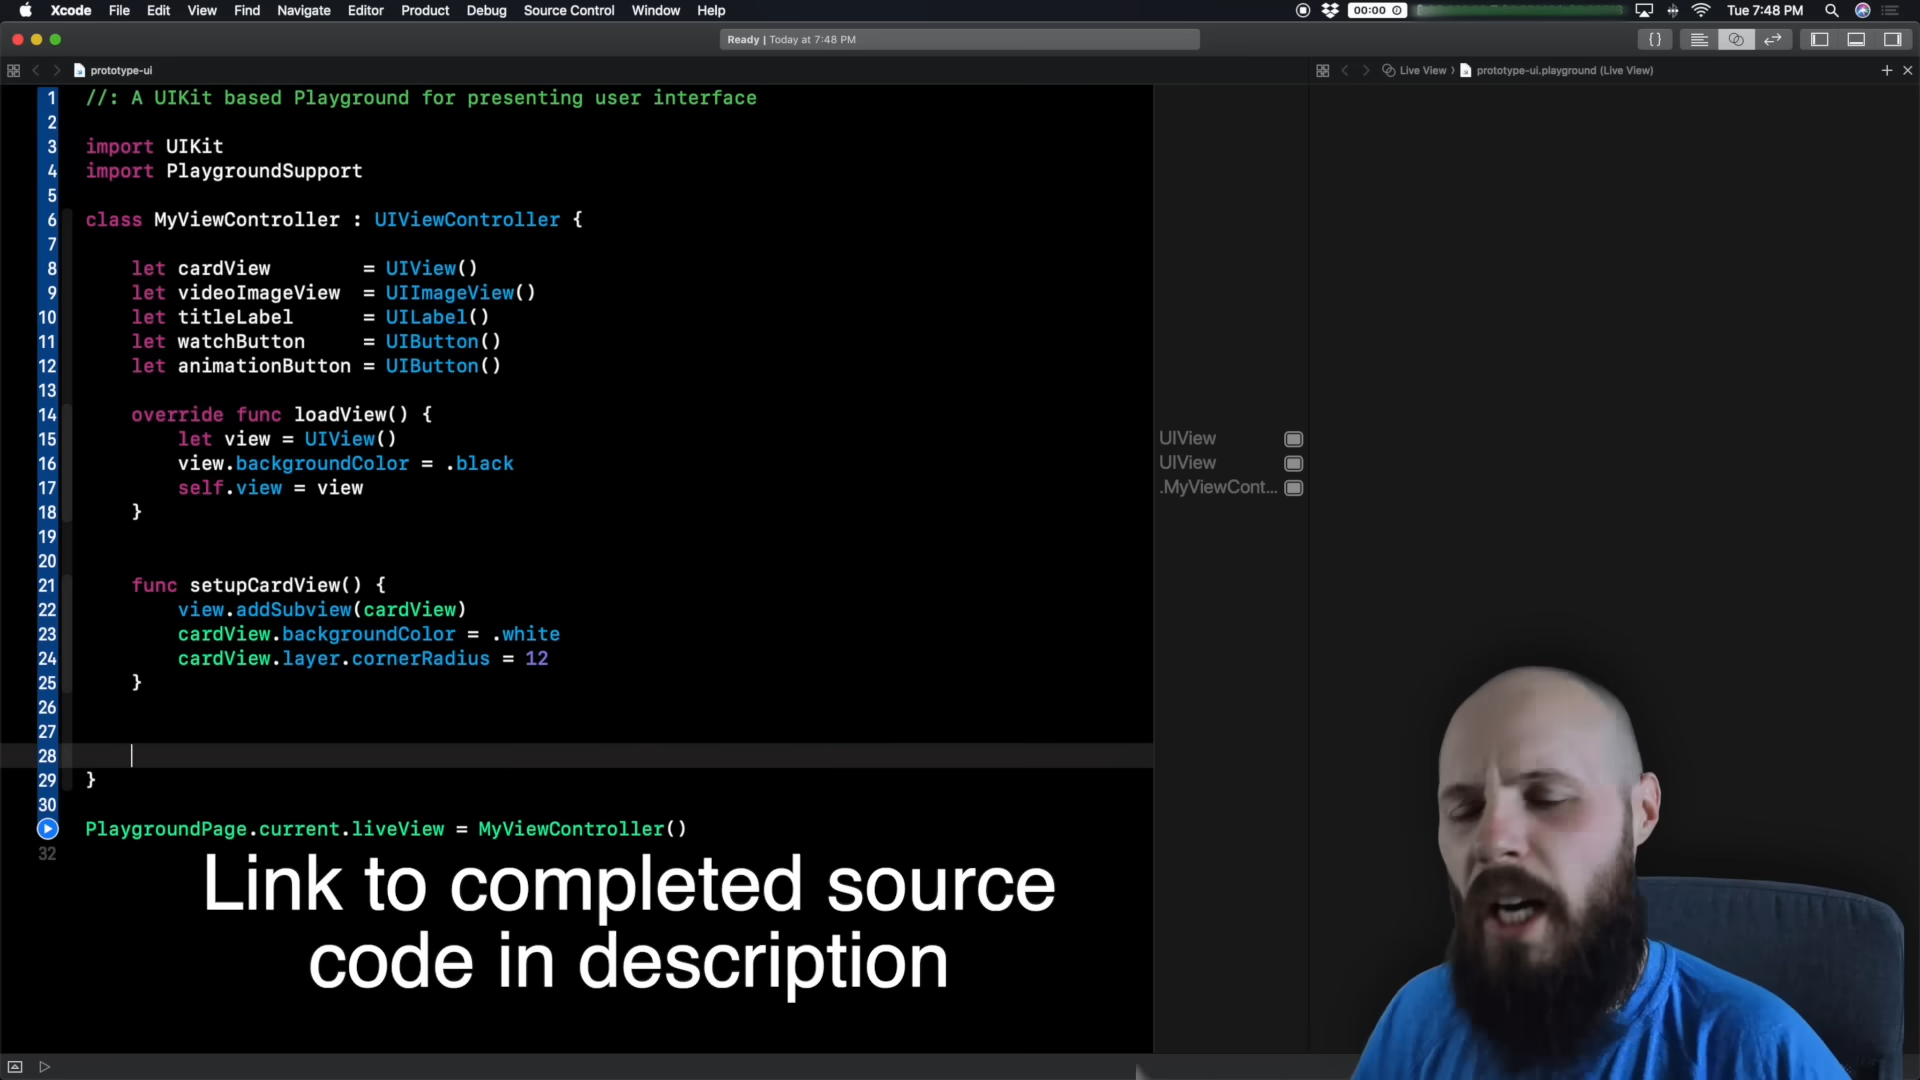 Xcode File Edit View Find Navigate Editor Product Debug Source Control Window Help 00:00 Tue 7:48 PM
Ready | Today at 7:48 PM
prototype-ui Live View prototype-ui.playground (Live View)
1 //: A UIKit based Playground for presenting user interface
2
3 import UIKit
4 import PlaygroundSupport
5
6 class MyViewController : UIViewController {
7
8 let cardView = UIView()
9 let videoImageView = UIImageView()
10 let titleLabel = UILabel()
11 let watchButton = UIButton()
12 let animationButton = UIButton()
13
14 override func loadView() {
15 let view = UIView() UIView
16 view.backgroundColor = .black UIView
17 self.view = view .MyViewCont...
18 }
19
20
21 func setupCardView() {
22 view.addSubview(cardView)
23 cardView.backgroundColor = .white
24 cardView.layer.cornerRadius = 12
25 }
26
27
28
29 }
30
PlaygroundPage.current.liveView = MyViewController()
32
Link to completed source
code in description